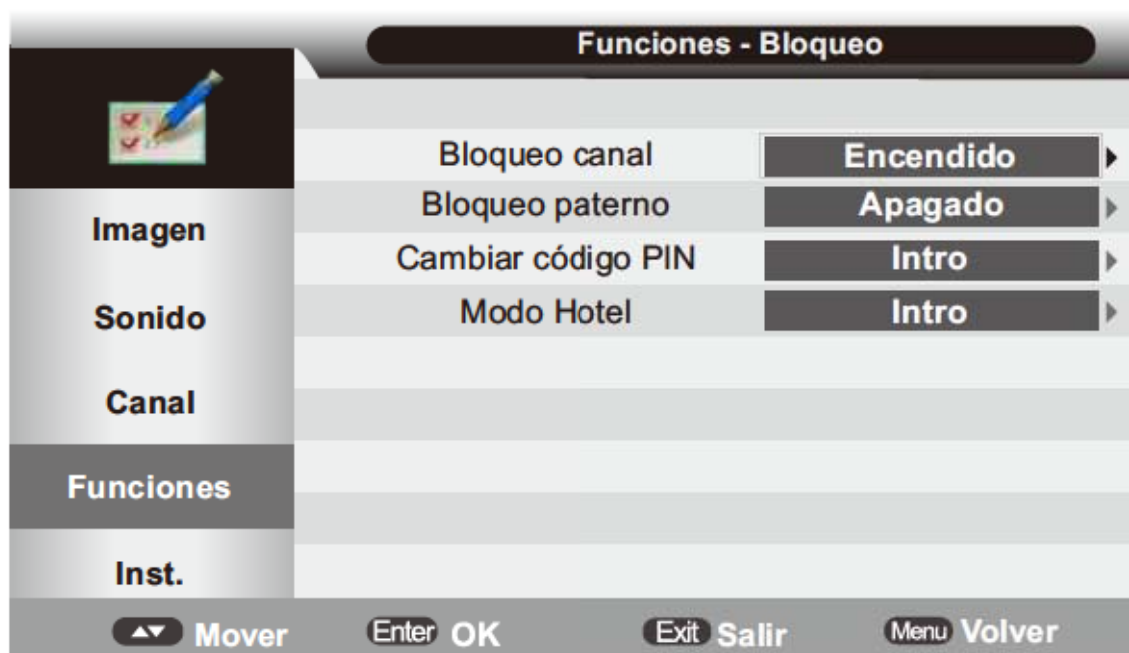 Funciones - Bloqueo
Bloqueo canal Encendido
Bloqueo paterno Apagado
Cambiar código PIN Intro
Modo Hotel Intro
Imagen
Sonido
Canal
Funciones
Inst.
Mover Enter OK Exit Salir Menu Volver